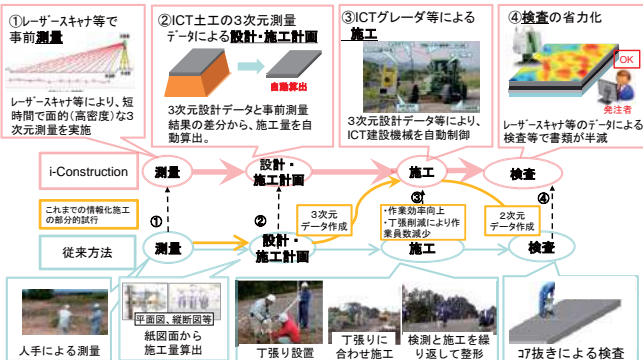 ①レーザースキャナ等で
事前測量
レーザースキャナ等により、短
時間で面的(高密度)な3
次元測量を実施
②ICT土工の3次元測量
データによる設計・施工計画
自動算出
3次元設計データと事前測量
結果の差分から、施工量を自
動算出。
③ICTグレーダ等による
施工
3次元設計データ等により、
ICT建設機械を自動制御
④検査の省力化
OK
発注者
レーザースキャナ等のデータによる
検査等で書類が半減
i-Construction
測量
設計・
施工計画
施工
検査
これまでの情報化施工
の部分的試行
①
②
3次元
データ作成
③
・作業効率向上
・丁張削減により作
業員数減少
2次元
データ作成
④
従来方法
測量
設計・
施工計画
施工
検査
人手による測量
平面図、縦断図等
紙図面から
施工量算出
丁張り設置
丁張りに
合わせ施工
検測と施工を繰
り返して整形
コア抜きによる検査